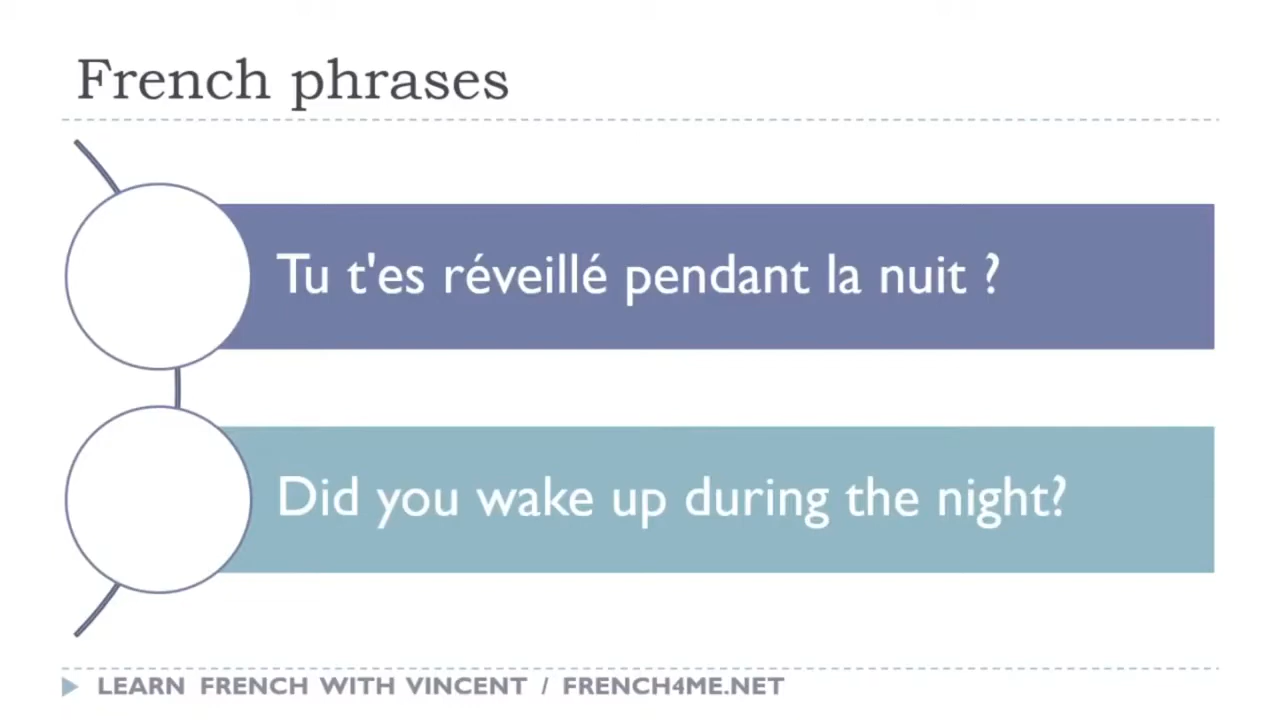 French phrases
Tu t'es réveillé pendant la nuit ?
Did you wake up during the night?
LEARN FRENCH WITH VINCENT / FRENCH4ME.NET